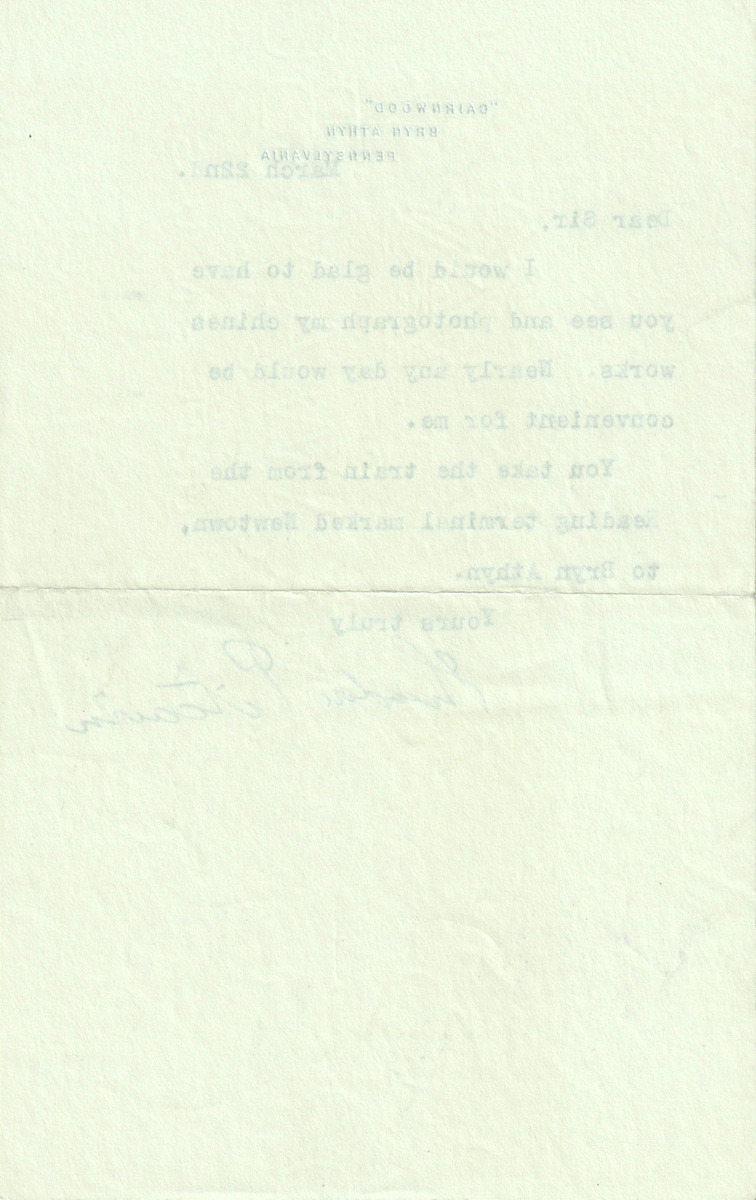 "CAIRNWOOD"
BRYN ATHYN
PENNSYLVANIA
March 22nd.
Dear Sir,
I would be glad to have
you see and photograph my chines
works. Nearly any day would be
convenient for me.
You take the train from the
Reading terminal marked Newtown,
to Bryn Athyn.
Yours truly
Pitcairn